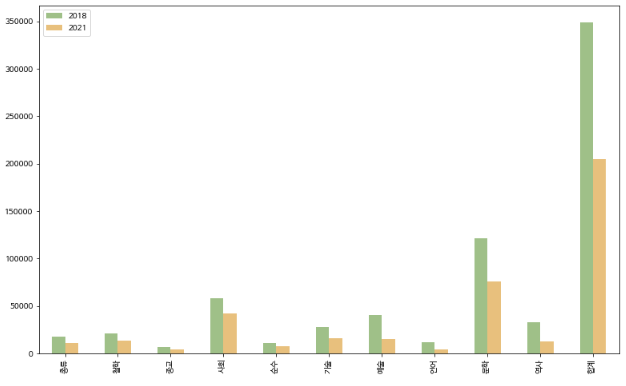 2018
2021
350000
300000
250000
200000
150000
100000
50000
0
총류
철학
종교
사회
순수
기술
예술
언어
문학
역사
합계